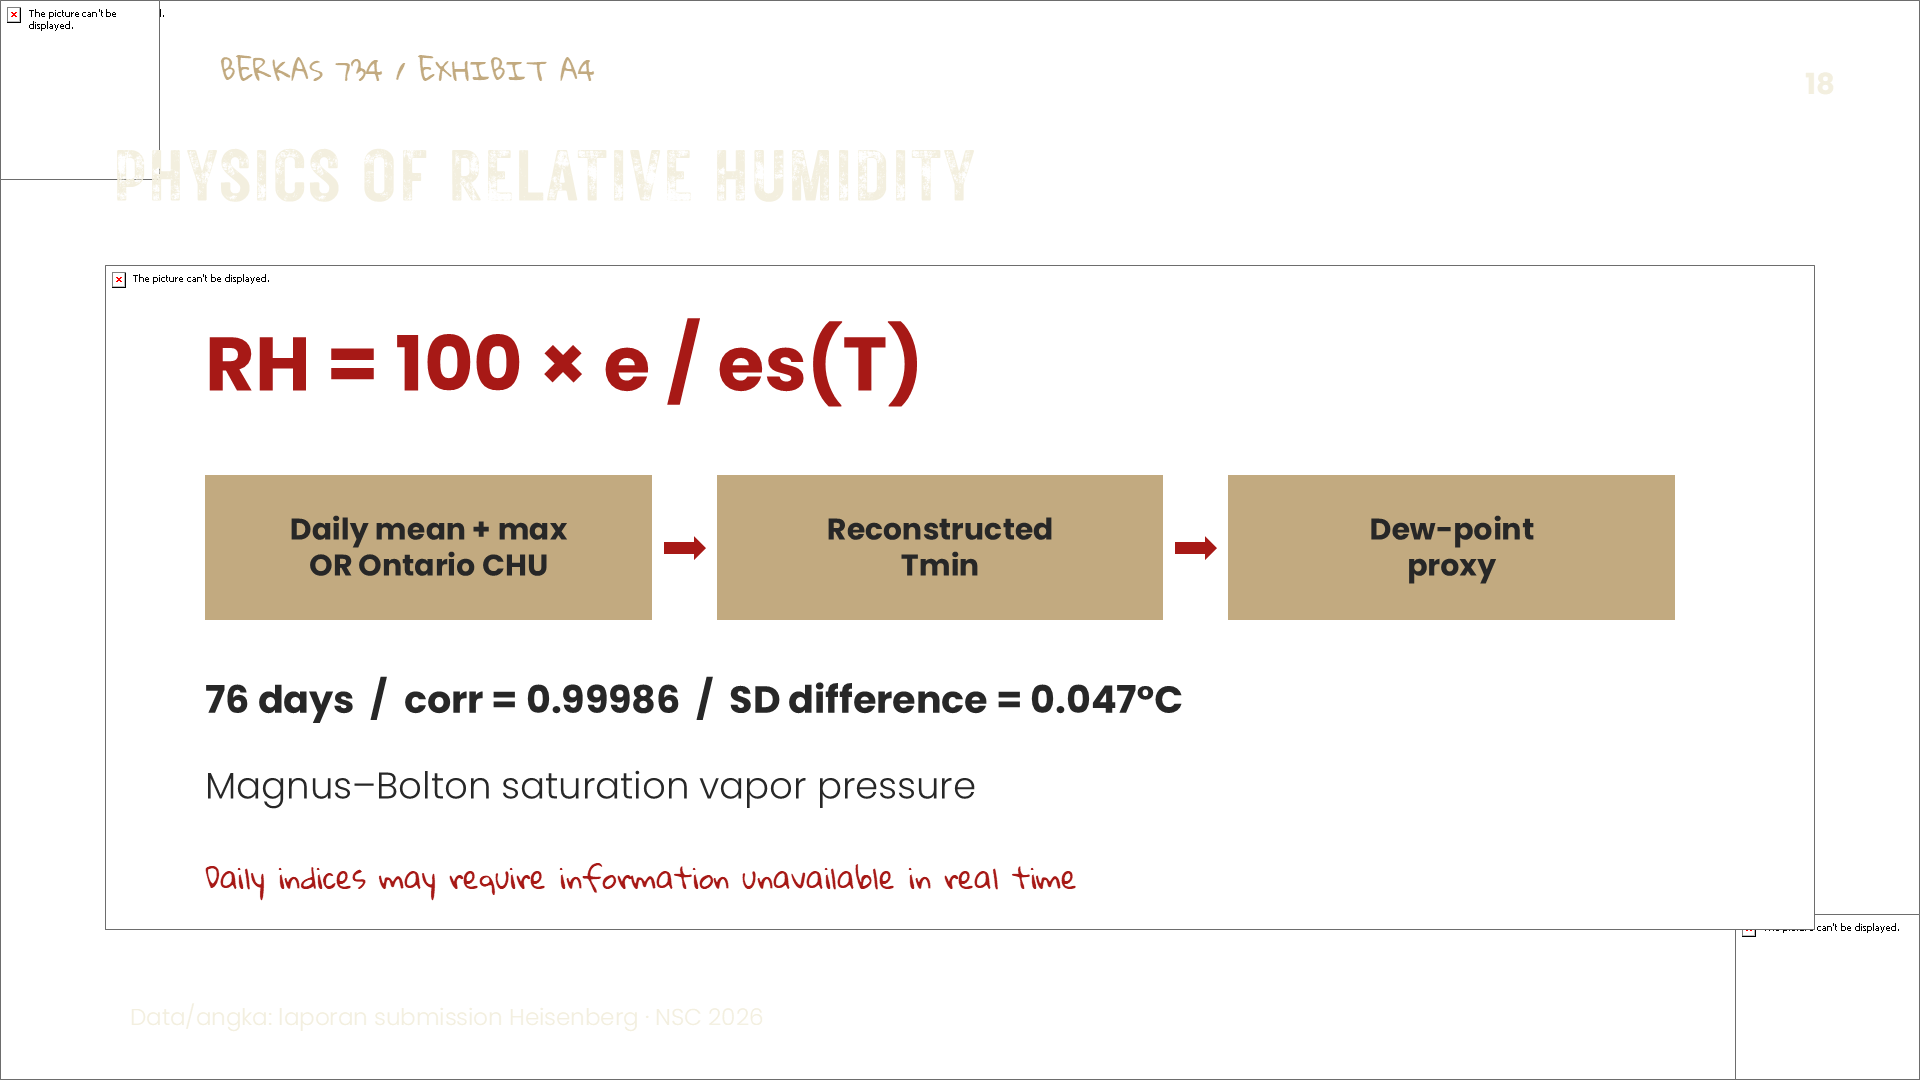 The picture can't be
displayed.
BERKAS 734 / EXHIBIT A4
18
PHYSICS OF RELATIVE HUMIDITY
The picture can't be displayed.
RH = 100 × e / es(T)
Daily mean + max
OR Ontario CHU
Reconstructed
Tmin
Dew-point
proxy
76 days / corr = 0.99986 / SD difference = 0.047°C
Magnus–Bolton saturation vapor pressure
Daily indices may require information unavailable in real time
The picture can't be displayed.
Data/angka: laporan submission Heisenberg · NSC 2026